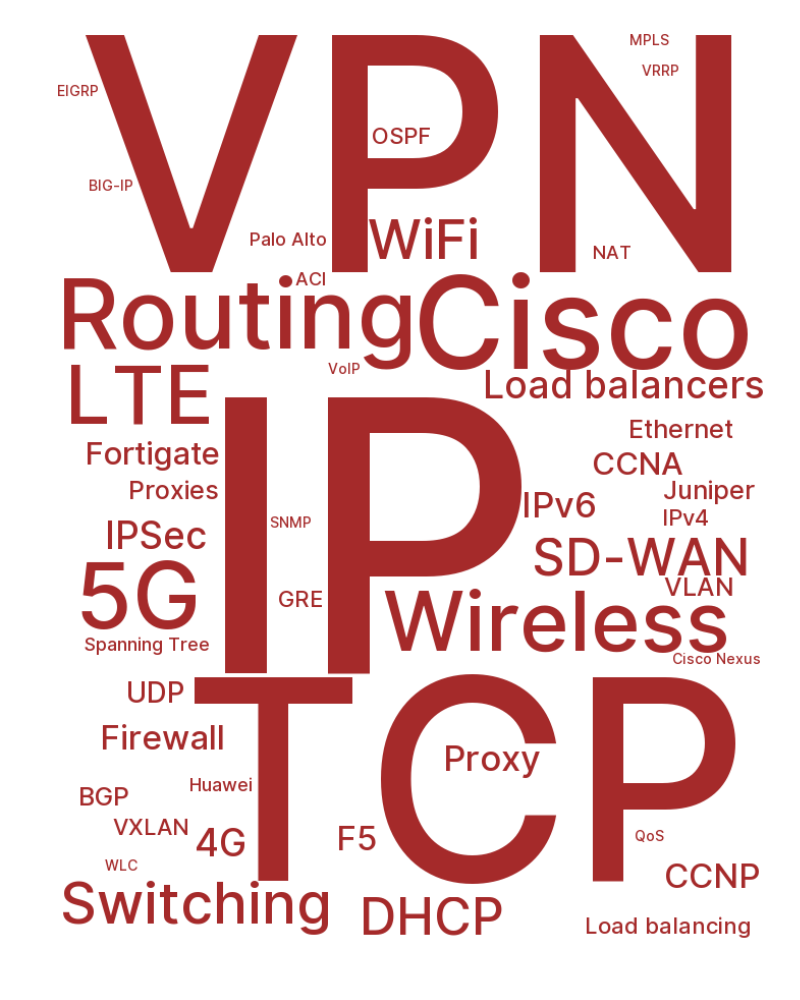 VPN
MPLS
VRRP
EIGRP
OSPF
BIG-IP
Palo Alto
WiFi
NAT
ACI
Routing
Cisco
VoIP
LTE
Load balancers
Ethernet
Fortigate
CCNA
Proxies
Juniper
IP
IPv6
IPv4
SNMP
IPSec
SD-WAN
5G
VLAN
GRE
Wireless
Spanning Tree
Cisco Nexus
UDP
TCP
Firewall
Proxy
Huawei
BGP
VXLAN
4G
F5
QoS
WLC
CCNP
Switching
DHCP
Load balancing